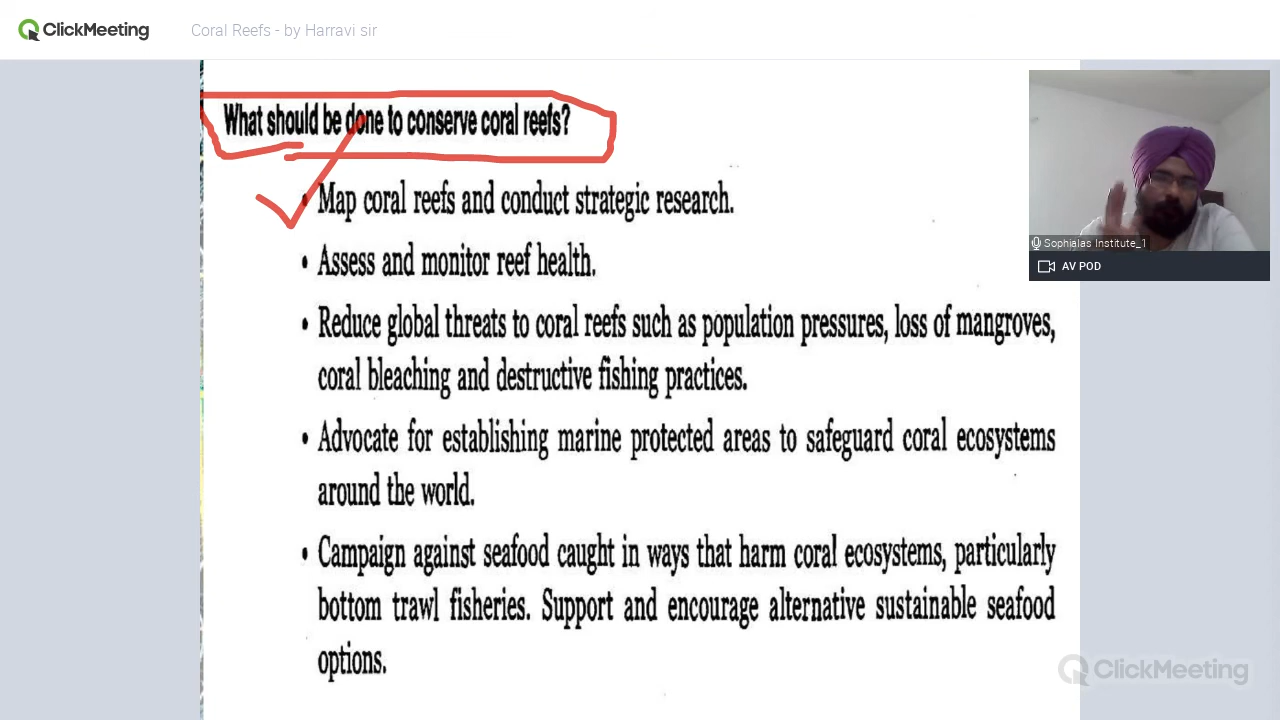 ClickMeeting
Coral Reefs - by Harravi sir
What should be done to conserve coral reefs?
• Map coral reefs and conduct strategic research.
• Assess and monitor reef health.
• Reduce global threats to coral reefs such as population pressures, loss of mangroves,
coral bleaching and destructive fishing practices.
• Advocate for establishing marine protected areas to safeguard coral ecosystems
around the world.
• Campaign against seafood caught in ways that harm coral ecosystems, particularly
bottom trawl fisheries. Support and encourage alternative sustainable seafood
options.
Sophialas Institute_1
AV POD
ClickMeeting